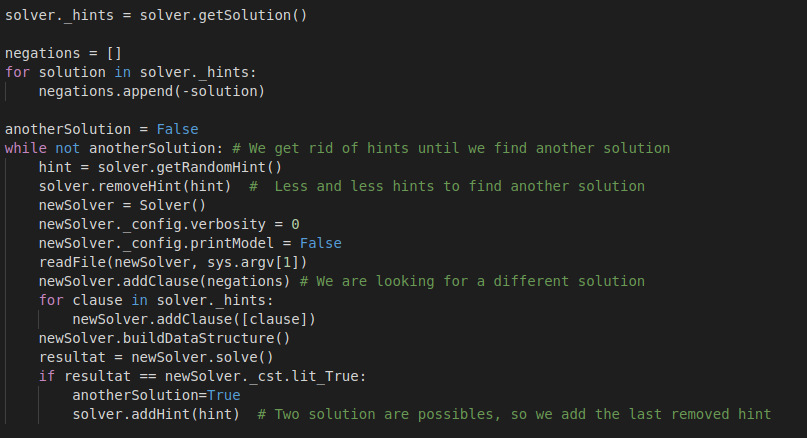 solver._hints = solver.getSolution()
negations = []
for solution in solver._hints:
negations.append(-solution)
anotherSolution = False
while not anotherSolution: # We get rid of hints until we find another solution
hint = solver.getRandomHint()
solver.removeHint(hint)  #  Less and less hints to find another solution
newSolver = Solver()
newSolver._config.verbosity = 0
newSolver._config.printModel = False
readFile(newSolver, sys.argv[1])
newSolver.addClause(negations) # We are looking for a different solution
for clause in solver._hints:
newSolver.addClause([clause])
newSolver.buildDataStructure()
resultat = newSolver.solve()
if resultat == newSolver._cst.lit_True:
anotherSolution=True
solver.addHint(hint)  # Two solution are possibles, so we add the last removed hint